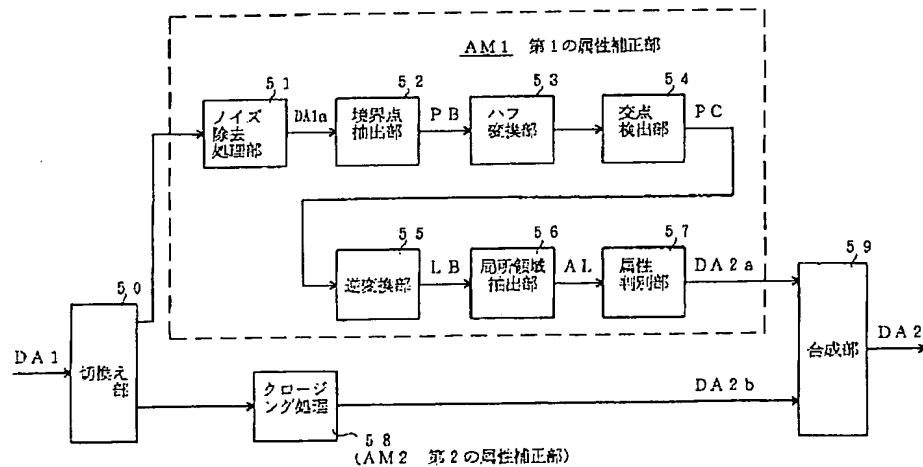 AM1 第1の属性補正部
51
ノイズ
除去
処理部
DA1a
52
境界点
抽出部
PB
53
ハフ
変換部
54
交点
検出部
PC
55
逆変換部
LB
56
局所領域
抽出部
AL
57
属性
判別部
DA2a
59
合成部
DA2
50
DA1
切換え
部
クロージ
ング処理
DA2b
58
(AM2 第2の属性補正部)